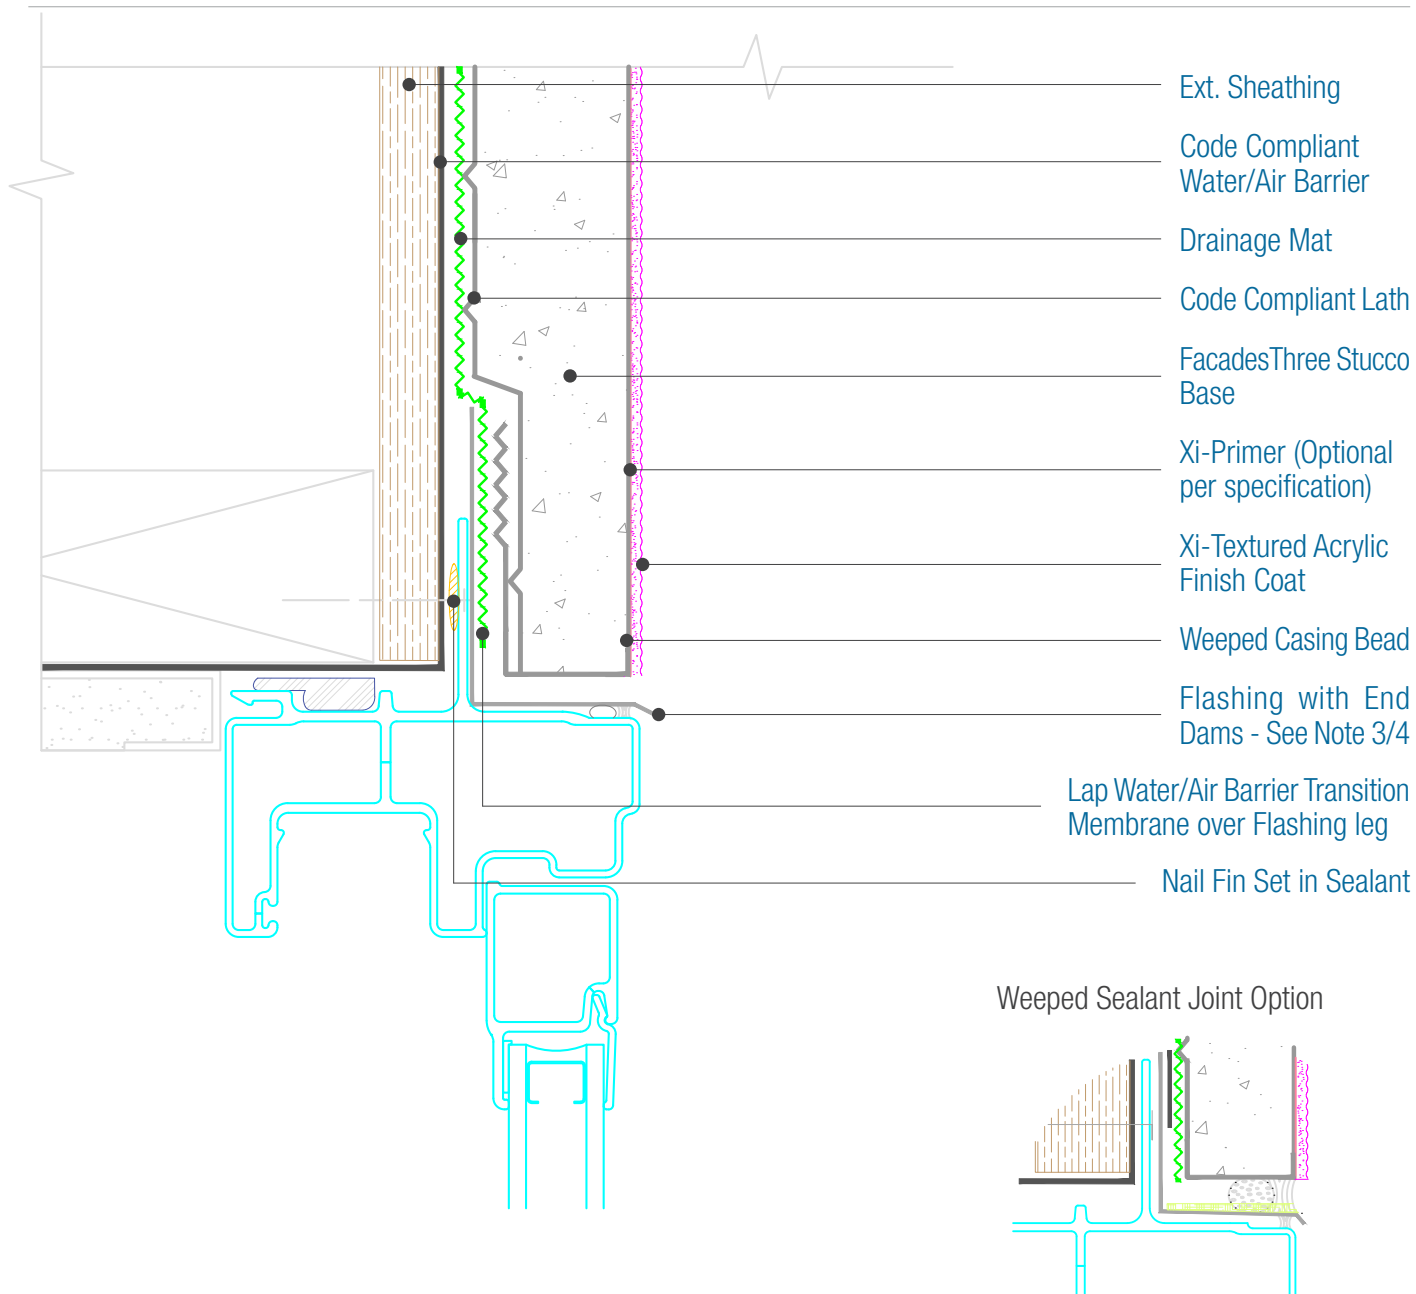 Ext. Sheathing
Code Compliant
Water/Air Barrier
Drainage Mat
Code Compliant Lath
FacadesThree Stucco
Base
Xi-Primer (Optional
per specification)
Xi-Textured Acrylic
Finish Coat
Weeped Casing Bead
Flashing with End
Dams - See Note 3/4
Lap Water/Air Barrier Transition
Membrane over Flashing leg
Nail Fin Set in Sealant
Weeped Sealant Joint Option